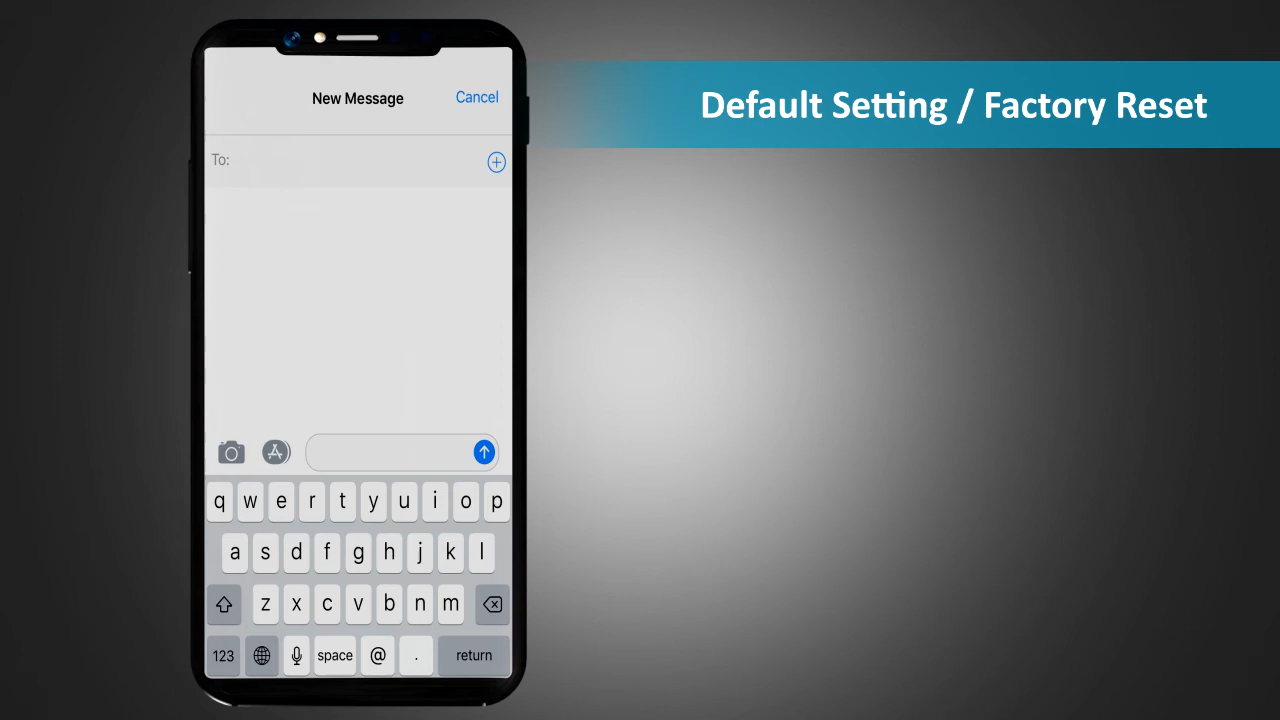 New Message
Cancel
Default Setting / Factory Reset
To:
q w e r t y u i o p
a s d f g h j k l
z x c v b n m
123 space @ . return